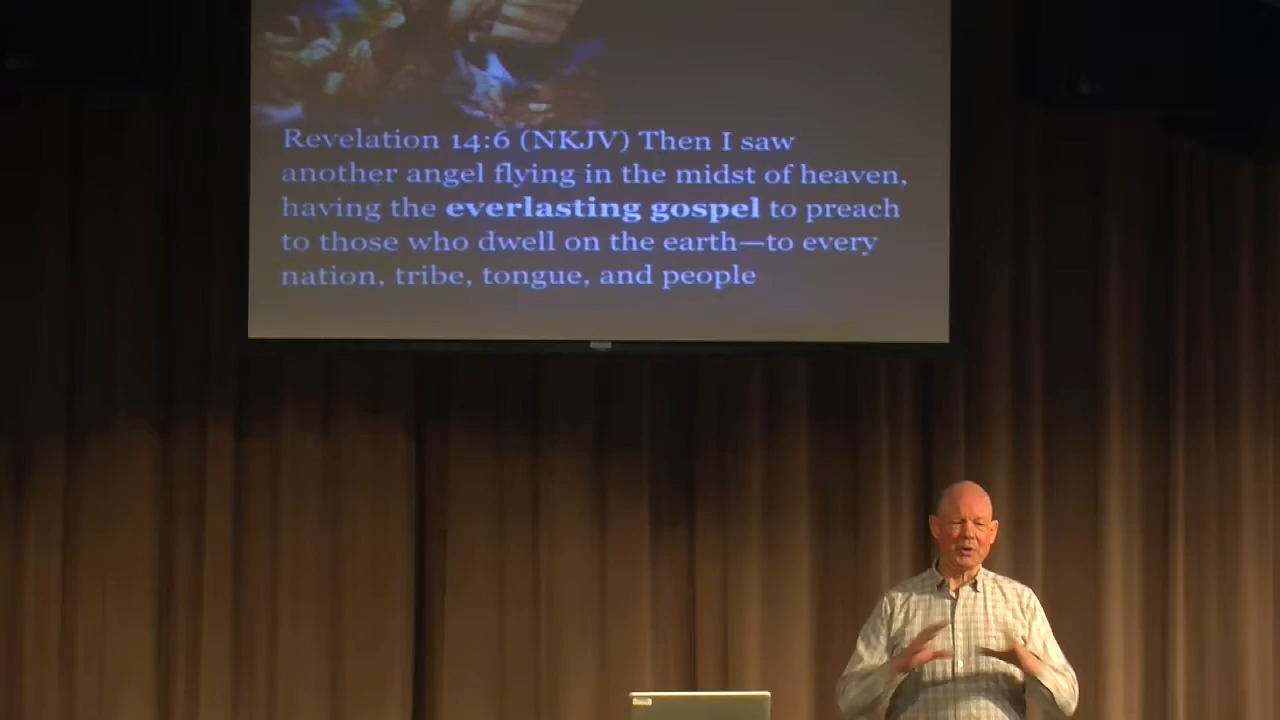 Revelation 14:6 (NKJV) Then I saw
another angel flying in the midst of heaven,
having the everlasting gospel to preach
to those who dwell on the earth—to every
nation, tribe, tongue, and people